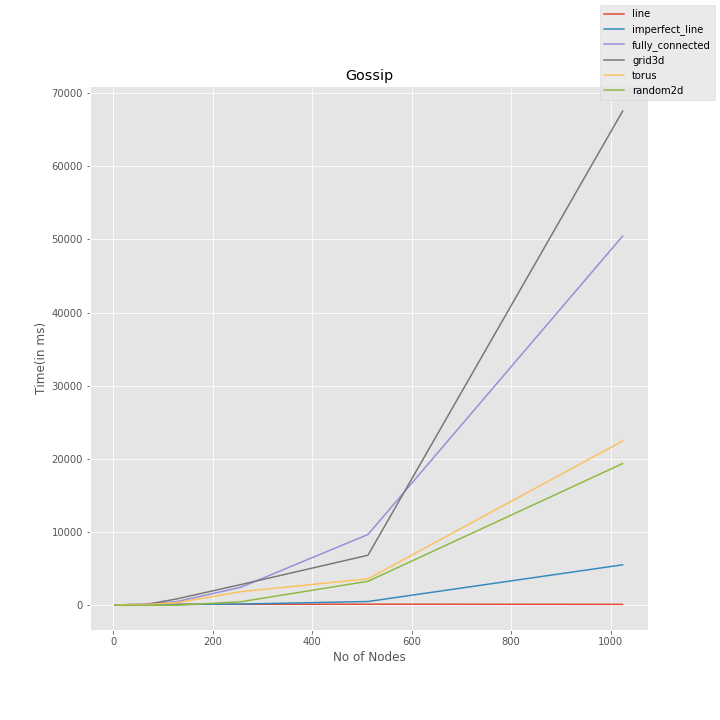 line
imperfect_line
fully_connected
grid3d
torus
random2d
Gossip
70000
60000
50000
40000
30000
20000
10000
0
Time(in ms)
0 200 400 600 800 1000
No of Nodes